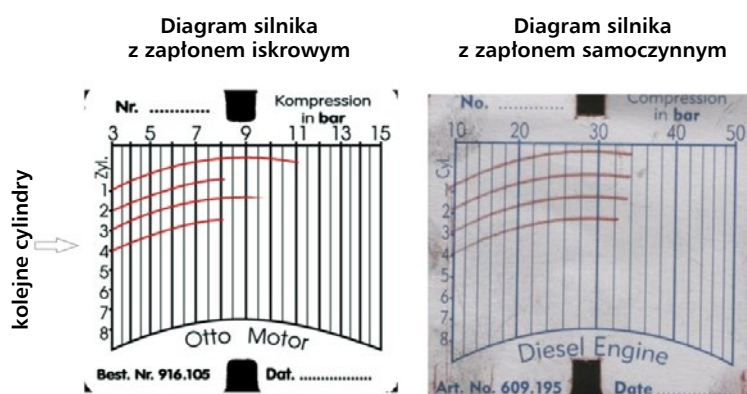 Diagram silnika
z zapłonem iskrowym
Diagram silnika
z zapłonem samoczynnym
kolejne cylindry
Nr. ............
Kompression
in bar
3 5 7 9 11 13 15
Zyl.
1
2
3
4
5
6
7
8
Otto Motor
Best. Nr. 916.105 Dat. ................
No. ............
Compression
in bar
10 20 30 40 50
Cyl.
1
2
3
4
5
6
7
8
Diesel Engine
Art. No. 609.195 Date ............